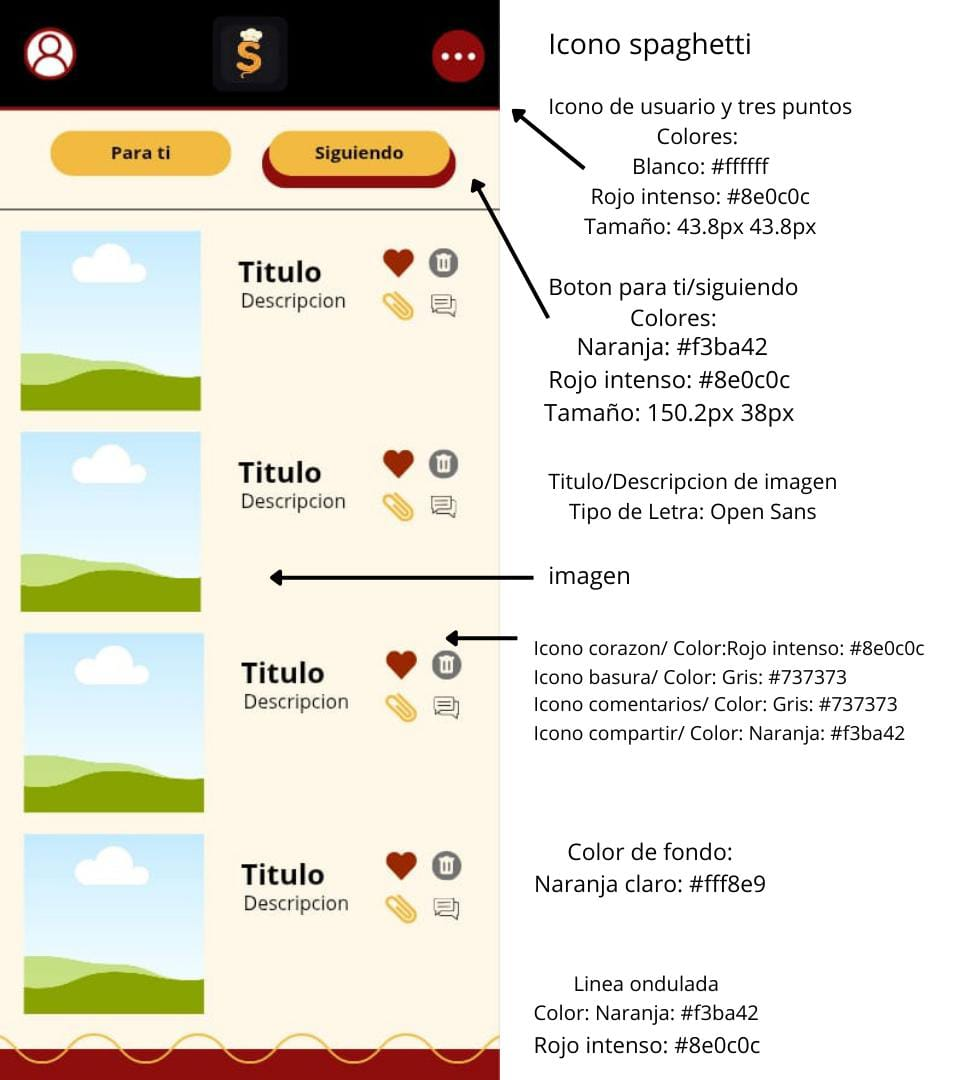 Para ti
Siguiendo
Titulo
Descripcion
Titulo
Descripcion
Titulo
Descripcion
Titulo
Descripcion
Icono spaghetti
Icono de usuario y tres puntos
Colores:
Blanco: #ffffff
Rojo intenso: #8e0c0c
Tamaño: 43.8px 43.8px
Boton para ti/siguiendo
Colores:
Naranja: #f3ba42
Rojo intenso: #8e0c0c
Tamaño: 150.2px 38px
Titulo/Descripcion de imagen
Tipo de Letra: Open Sans
imagen
Icono corazon/ Color:Rojo intenso: #8e0c0c
Icono basura/ Color: Gris: #737373
Icono comentarios/ Color: Gris: #737373
Icono compartir/ Color: Naranja: #f3ba42
Color de fondo:
Naranja claro: #fff8e9
Linea ondulada
Color: Naranja: #f3ba42
Rojo intenso: #8e0c0c